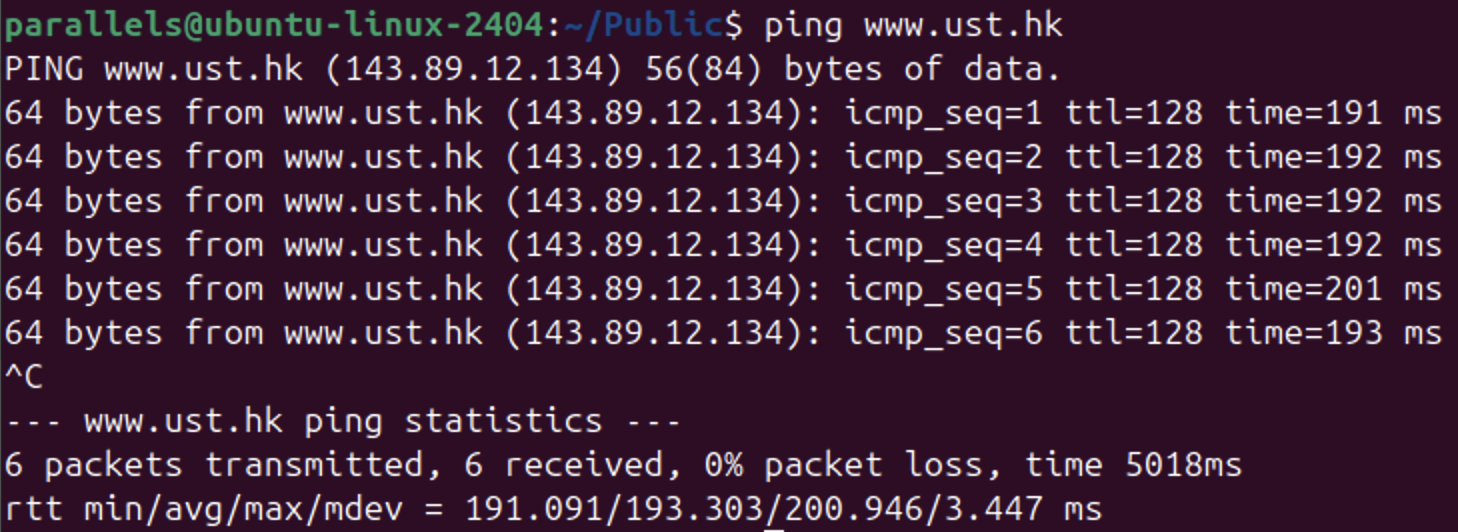 parallels@ubuntu-linux-2404:~/Public$ ping www.ust.hk
PING www.ust.hk (143.89.12.134) 56(84) bytes of data.
64 bytes from www.ust.hk (143.89.12.134): icmp_seq=1 ttl=128 time=191 ms
64 bytes from www.ust.hk (143.89.12.134): icmp_seq=2 ttl=128 time=192 ms
64 bytes from www.ust.hk (143.89.12.134): icmp_seq=3 ttl=128 time=192 ms
64 bytes from www.ust.hk (143.89.12.134): icmp_seq=4 ttl=128 time=192 ms
64 bytes from www.ust.hk (143.89.12.134): icmp_seq=5 ttl=128 time=201 ms
64 bytes from www.ust.hk (143.89.12.134): icmp_seq=6 ttl=128 time=193 ms
^C
--- www.ust.hk ping statistics ---
6 packets transmitted, 6 received, 0% packet loss, time 5018ms
rtt min/avg/max/mdev = 191.091/193.303/200.946/3.447 ms